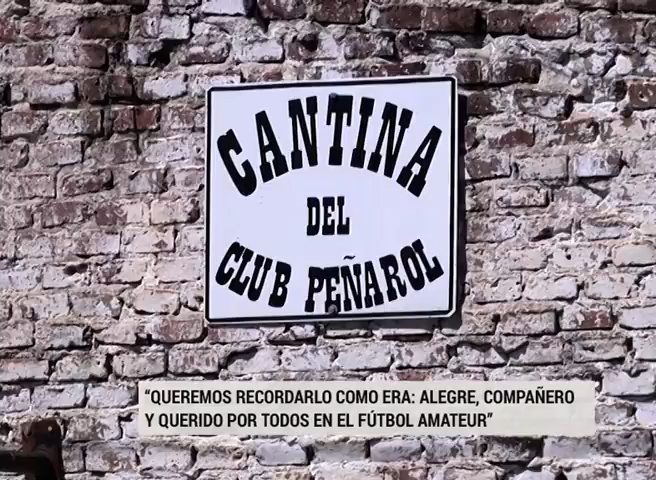 CANTINA
DEL
CLUB PEÑAROL
“QUEREMOS RECORDARLO COMO ERA: ALEGRE, COMPAÑERO
Y QUERIDO POR TODOS EN EL FÚTBOL AMATEUR”